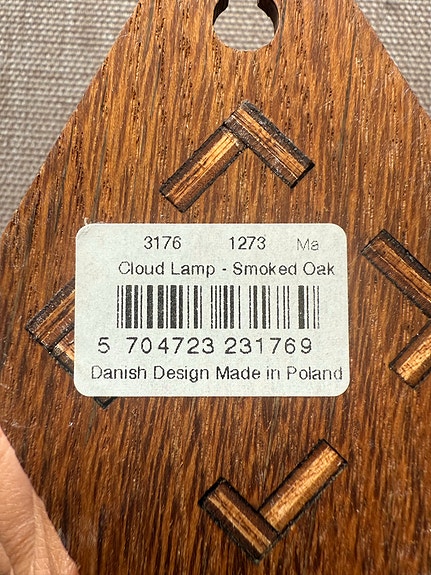 3176 1273 Ma
Cloud Lamp - Smoked Oak
5 704723 231769
Danish Design Made in Poland